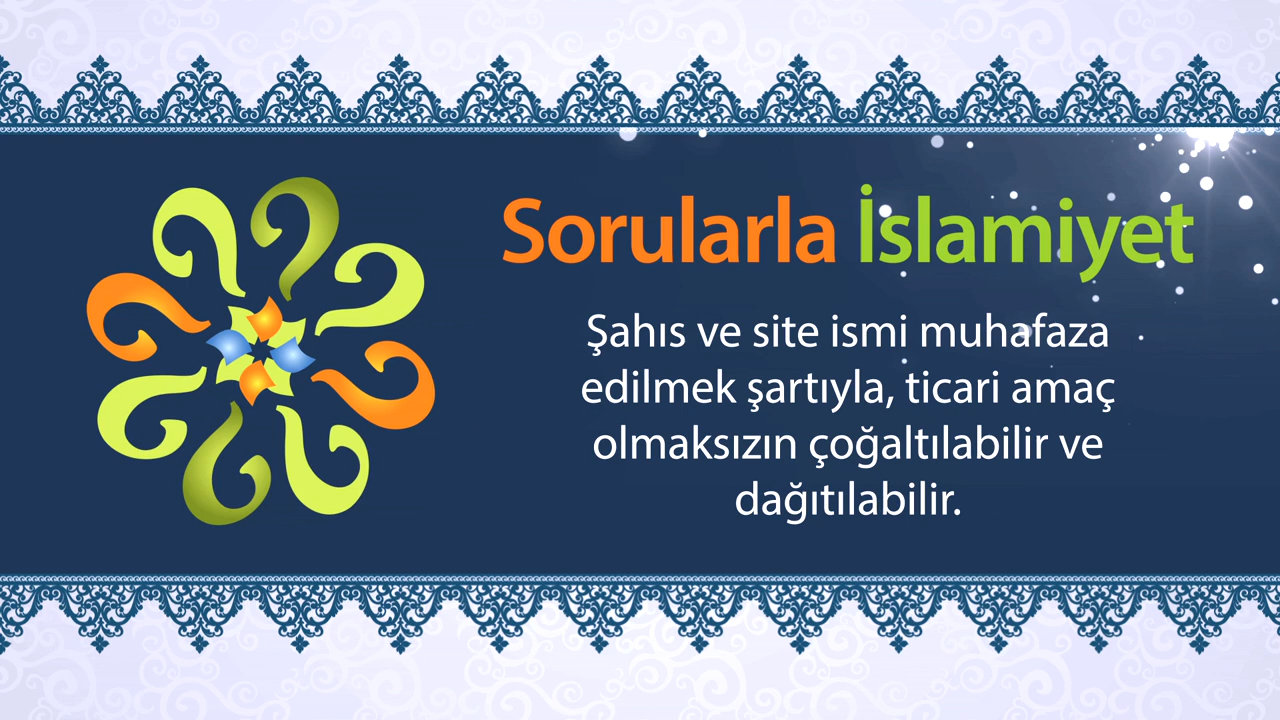 Sorularla İslamiyet
Şahıs ve site ismi muhafaza
edilmek şartıyla, ticari amaç
olmaksızın çoğaltılabilir ve
dağıtılabilir.